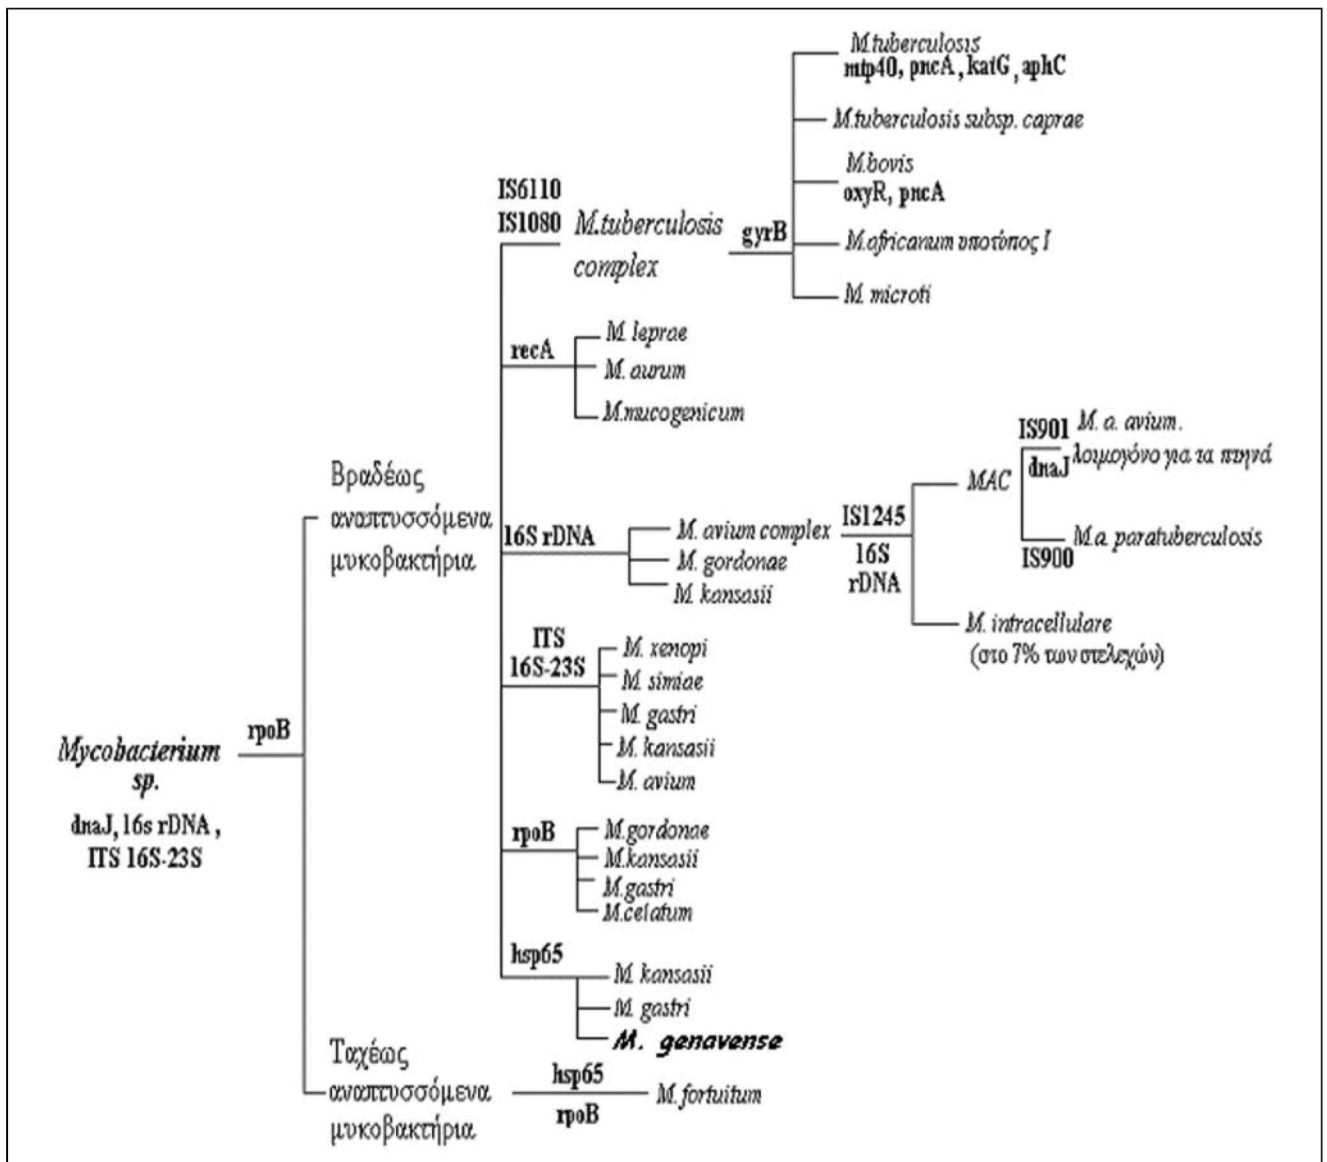 M.tuberculosis
mtp40, pncA, katG, aphC
M.tuberculosis subsp. caprae
M.bovis
oxyR, pncA
M.africanum υποτύπος I
M. microti
IS6110
IS1080
M.tuberculosis
complex
gyrB
recA
M. leprae
M. aurum
M.mucogenicum
Βραδέως
αναπτυσσόμενα
μυκοβακτήρια
16S rDNA
M. avium complex
M. gordonae
M. kansasii
IS1245
16S
rDNA
MAC
IS901
dnaJ
M. a. avium.
λοιμογόνο για τα πτηνά
IS900
M.a. paratuberculosis
M. intracellulare
(στο 7% των στελεχών)
ITS
16S-23S
M. xenopi
M. simiae
M. gastri
M. kansasii
M. avium
Mycobacterium
sp.
dnaJ, 16s rDNA ,
ITS 16S-23S
rpoB
rpoB
M.gordonae
M.kansasii
M.gastri
M.celatum
hsp65
M. kansasii
M. gastri
M. genavense
Ταχέως
αναπτυσσόμενα
μυκοβακτήρια
hsp65
rpoB
M. fortuitum